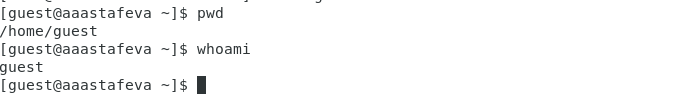 [guest@aaastafeva ~]$ pwd
/home/guest
[guest@aaastafeva ~]$ whoami
guest
[guest@aaastafeva ~]$